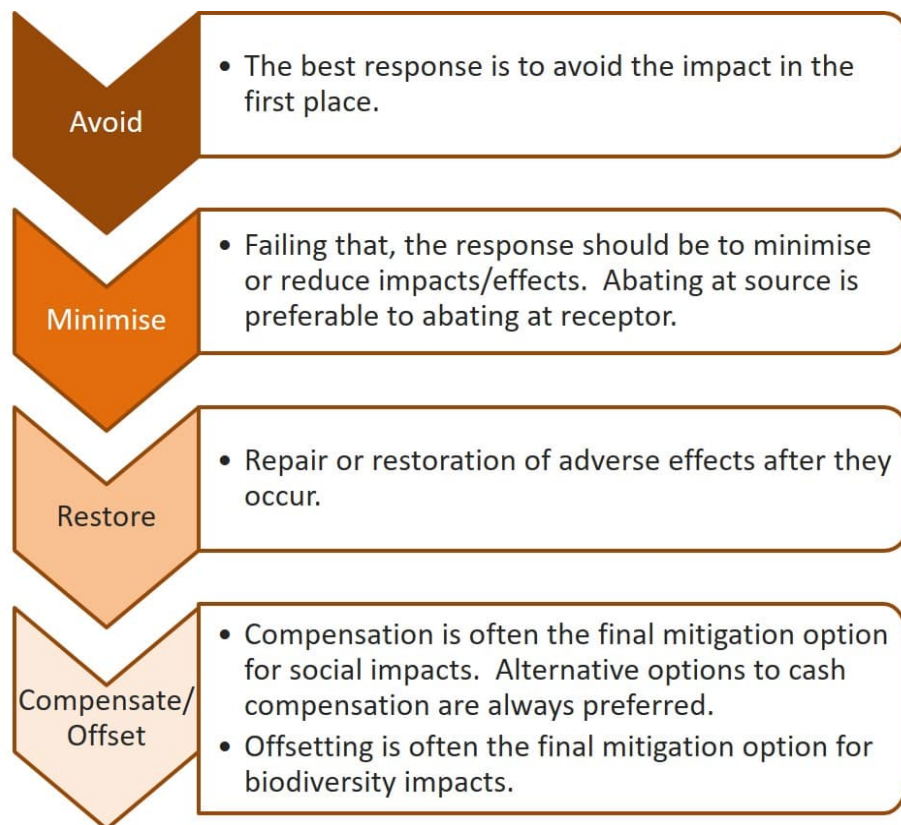 Avoid
• The best response is to avoid the impact in the
first place.
Minimise
• Failing that, the response should be to minimise
or reduce impacts/effects.  Abating at source is
preferable to abating at receptor.
Restore
• Repair or restoration of adverse effects after they
occur.
Compensate/
Offset
• Compensation is often the final mitigation option
for social impacts.  Alternative options to cash
compensation are always preferred.
• Offsetting is often the final mitigation option for
biodiversity impacts.